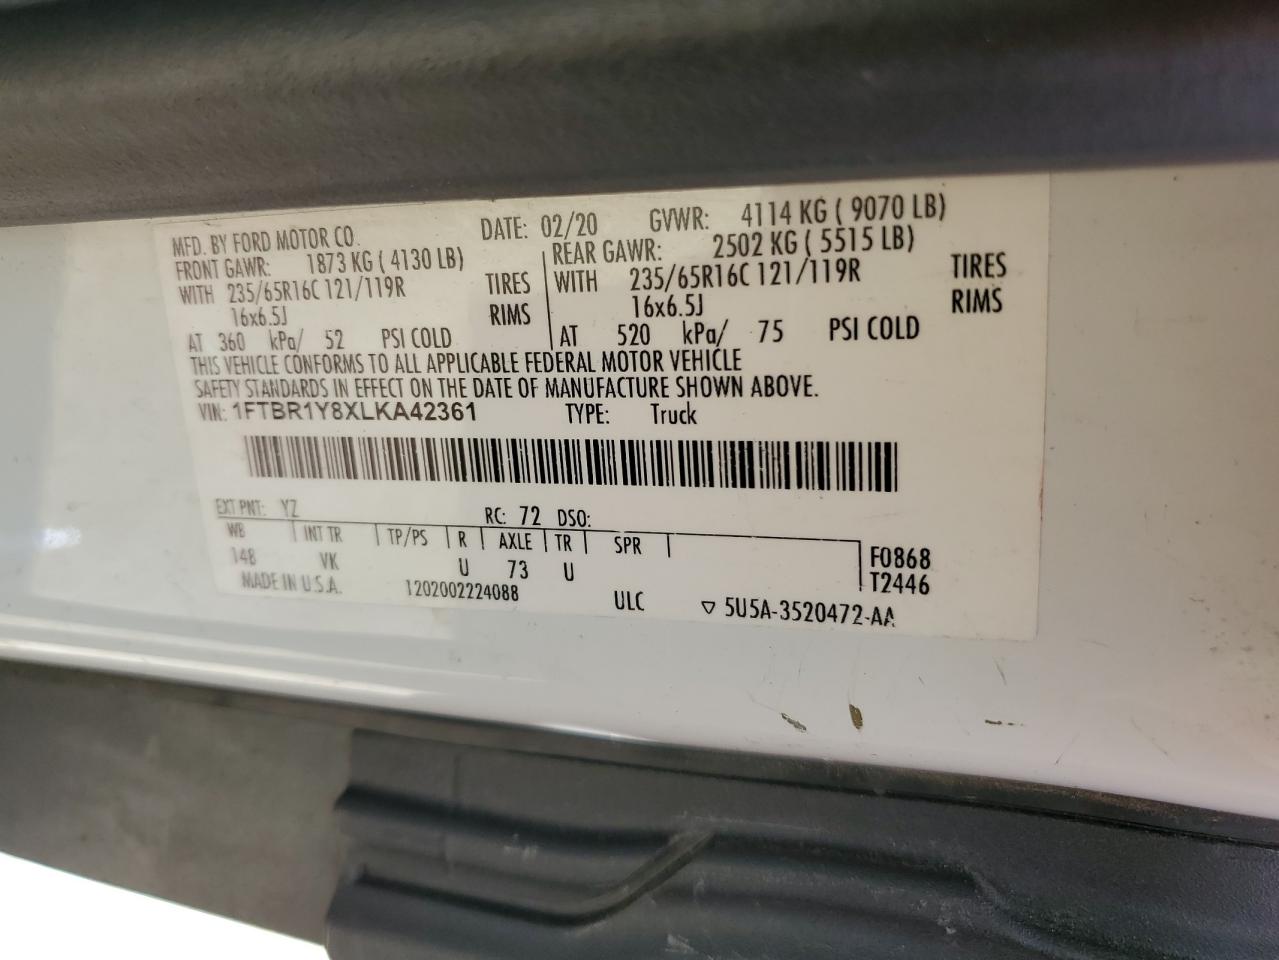 MFD. BY FORD MOTOR CO. DATE: 02/20 GVWR: 4114 KG ( 9070 LB)
FRONT GAWR: 1873 KG ( 4130 LB) REAR GAWR: 2502 KG ( 5515 LB)
WITH 235/65R16C 121/119R TIRES WITH 235/65R16C 121/119R TIRES
16x6.5J RIMS 16x6.5J RIMS
AT 360 kPa/ 52 PSI COLD AT 520 kPa/ 75 PSI COLD
THIS VEHICLE CONFORMS TO ALL APPLICABLE FEDERAL MOTOR VEHICLE
SAFETY STANDARDS IN EFFECT ON THE DATE OF MANUFACTURE SHOWN ABOVE.
VIN: 1FTBR1Y8XLKA42361 TYPE: Truck
EXT PNT: YZ RC: 72 DSO:
WB INT TR TP/PS R AXLE TR SPR F0868
148 VK U 73 U T2446
MADE IN U.S.A. 1202002224088 ULC ▽ 5U5A-3520472-AA